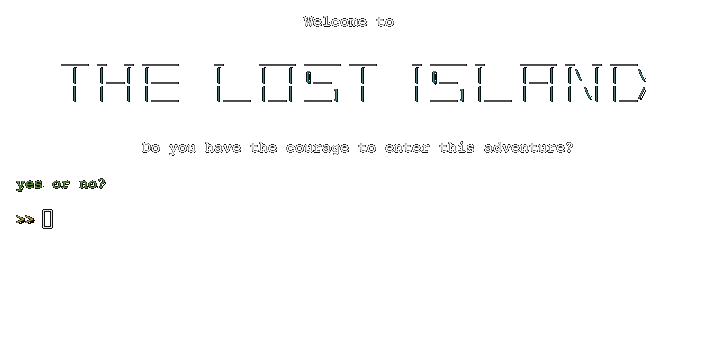 Welcome to
THE LOST ISLAND
Do you have the courage to enter this adventure?
yes or no?
>>